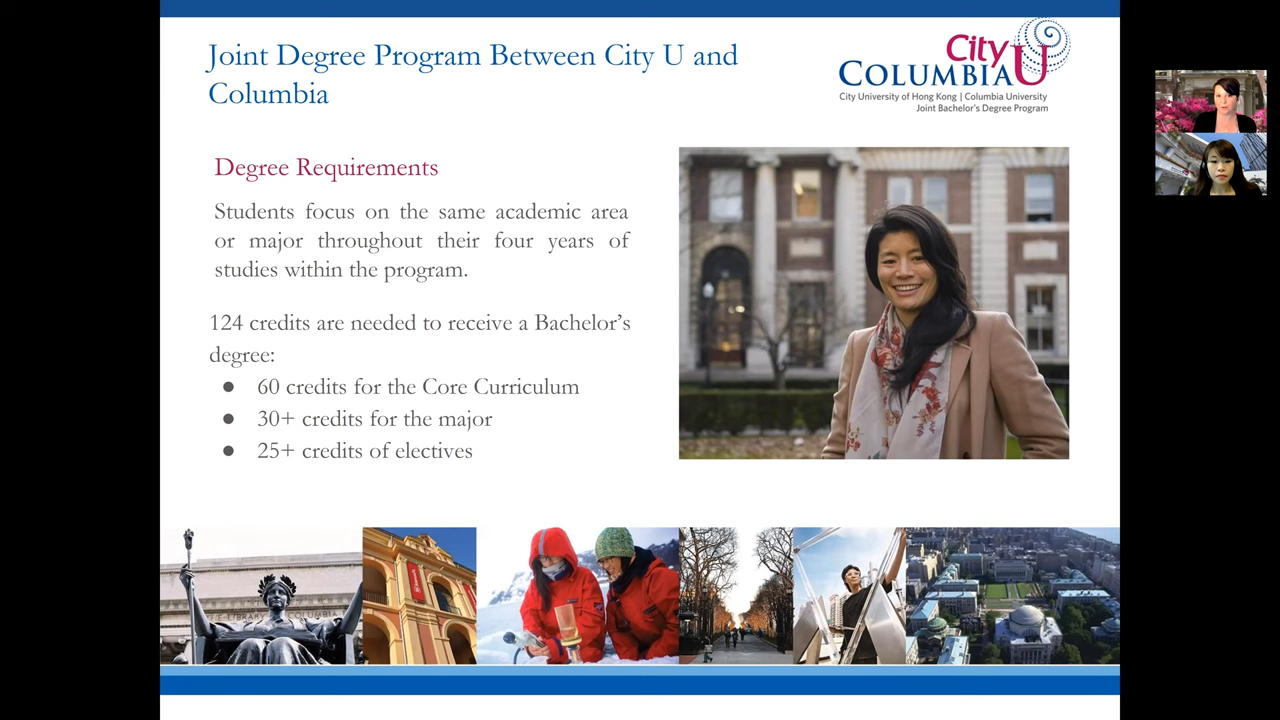 Joint Degree Program Between City U and
Columbia
City U
COLUMBIA
City University of Hong Kong | Columbia University
Joint Bachelor's Degree Program
Degree Requirements
Students focus on the same academic area
or major throughout their four years of
studies within the program.
124 credits are needed to receive a Bachelor's
degree:
● 60 credits for the Core Curriculum
● 30+ credits for the major
● 25+ credits of electives